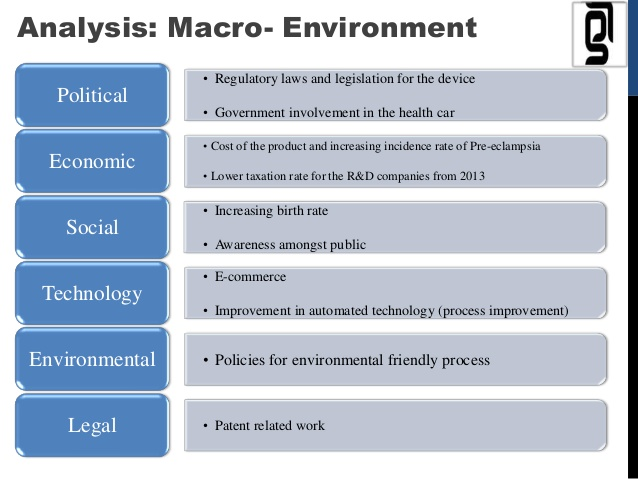 Analysis: Macro- Environment
Political
• Regulatory laws and legislation for the device
• Government involvement in the health car
Economic
• Cost of the product and increasing incidence rate of Pre-eclampsia
• Lower taxation rate for the R&D companies from 2013
Social
• Increasing birth rate
• Awareness amongst public
Technology
• E-commerce
• Improvement in automated technology (process improvement)
Environmental
• Policies for environmental friendly process
Legal
• Patent related work